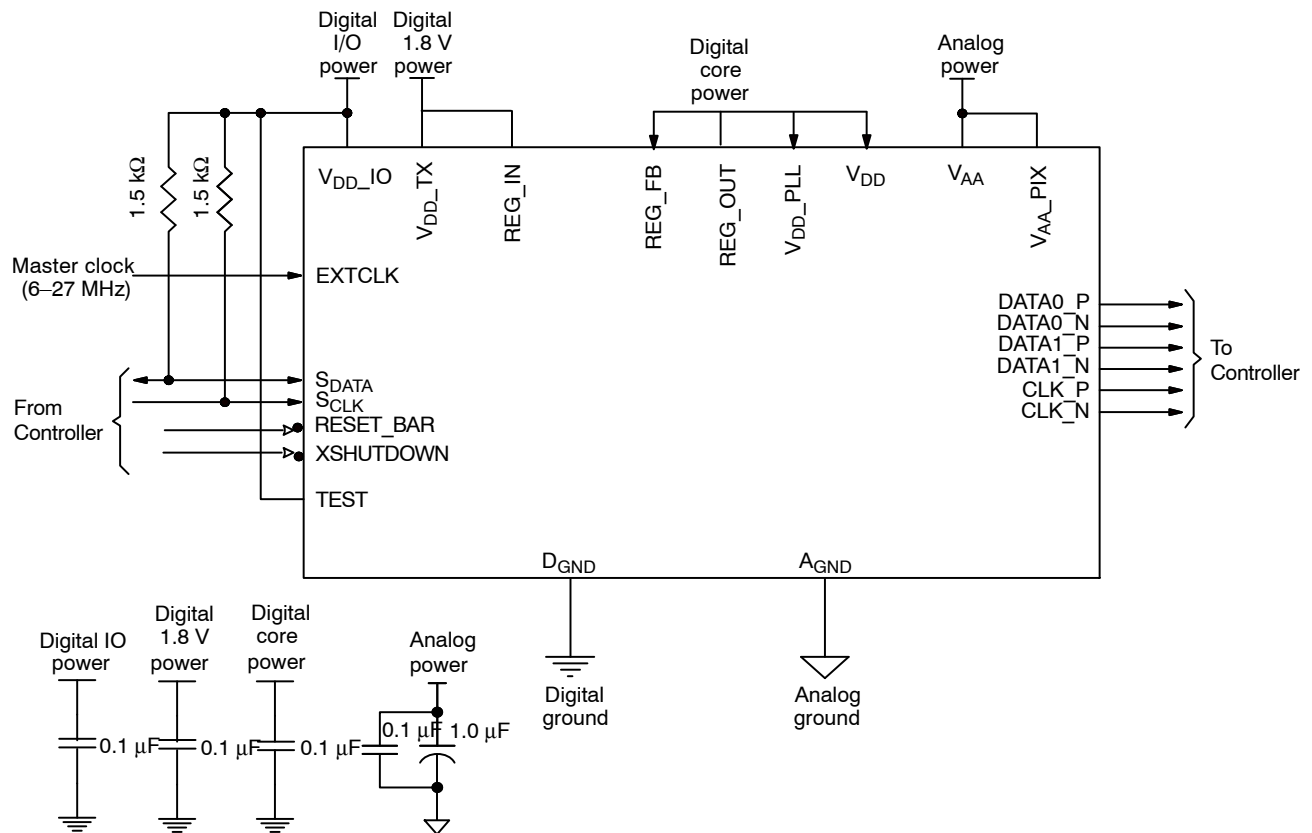 Digital
I/O
power
Digital
1.8 V
power
Digital
core
power
Analog
power
1.5 kΩ
1.5 kΩ
VDD_IO
VDD_TX
REG_IN
REG_FB
REG_OUT
VDD_PLL
VDD
VAA
VAA_PIX
Master clock
(6–27 MHz)
EXTCLK
From
Controller
SDATA
SCLK
RESET_BAR
XSHUTDOWN
TEST
DATA0_P
DATA0_N
DATA1_P
DATA1_N
CLK_P
CLK_N
To
Controller
DGND
AGND
Digital
ground
Analog
ground
Digital IO
power
Digital
1.8 V
power
Digital
core
power
Analog
power
0.1 μF
0.1 μF
0.1 μF
0.1 μF
1.0 μF